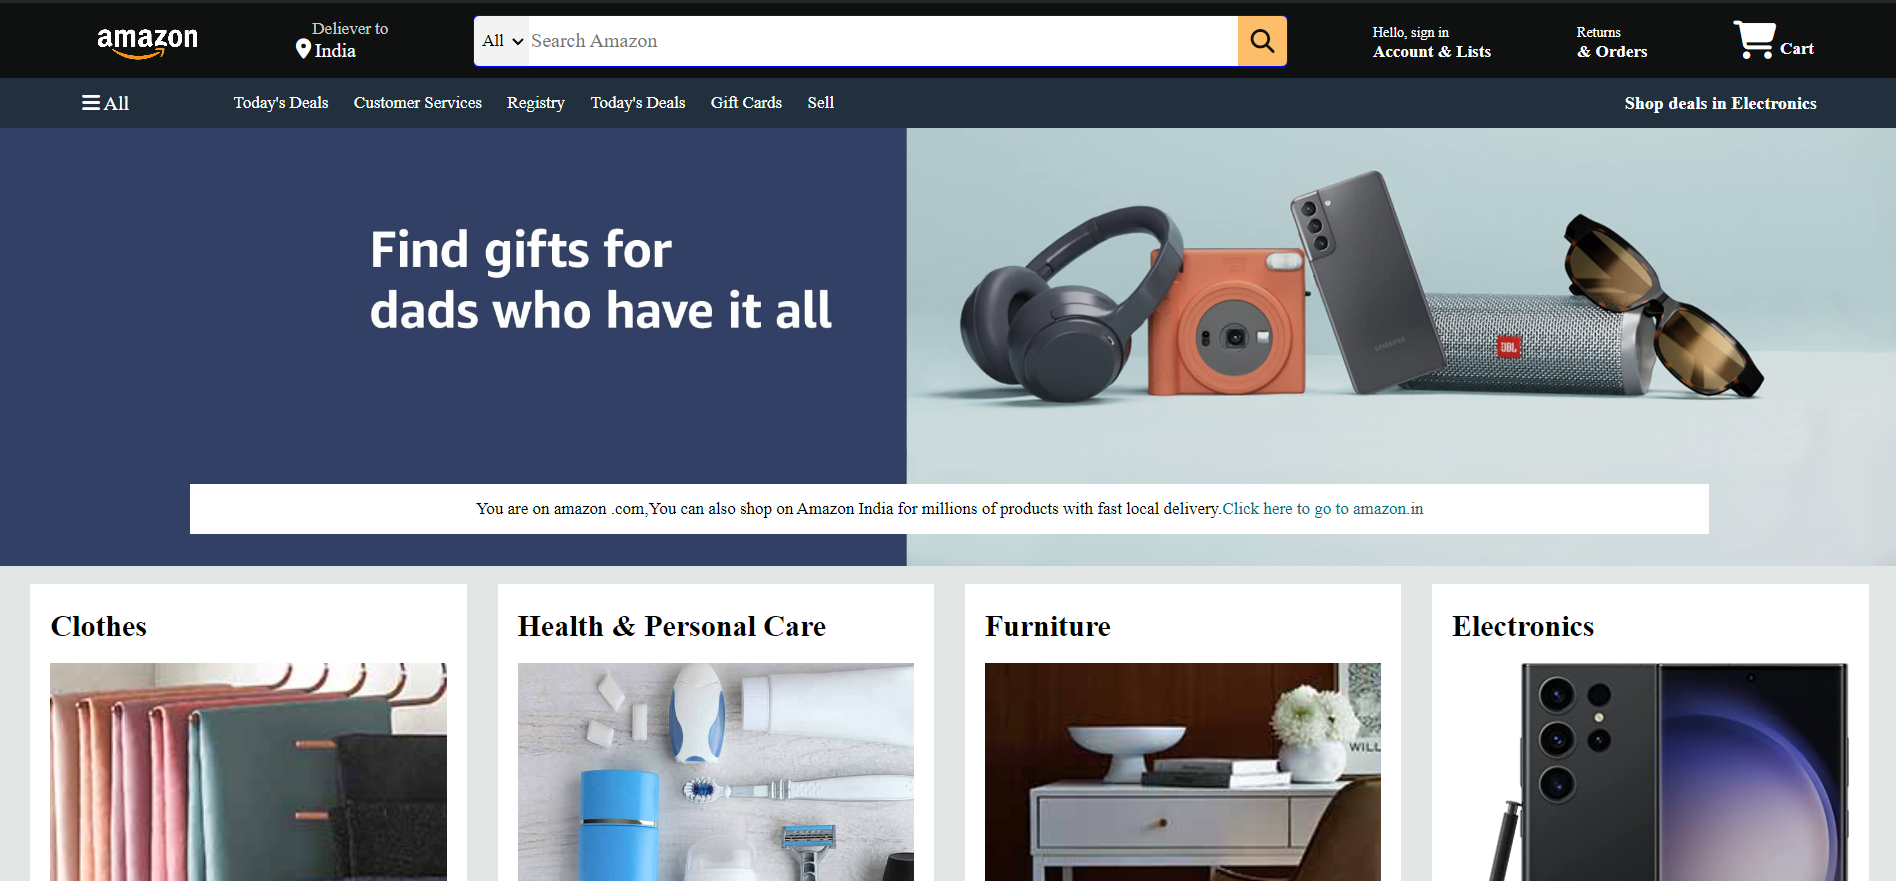 amazon
Deliever to
India
All
Search Amazon
Hello, sign in
Account & Lists
Returns
& Orders
Cart
All
Today's Deals
Customer Services
Registry
Today's Deals
Gift Cards
Sell
Shop deals in Electronics
Find gifts for
dads who have it all
SAMSUNG
JBL
You are on amazon .com,You can also shop on Amazon India for millions of products with fast local delivery.Click here to go to amazon.in
Clothes
Health & Personal Care
Furniture
Electronics
WILL